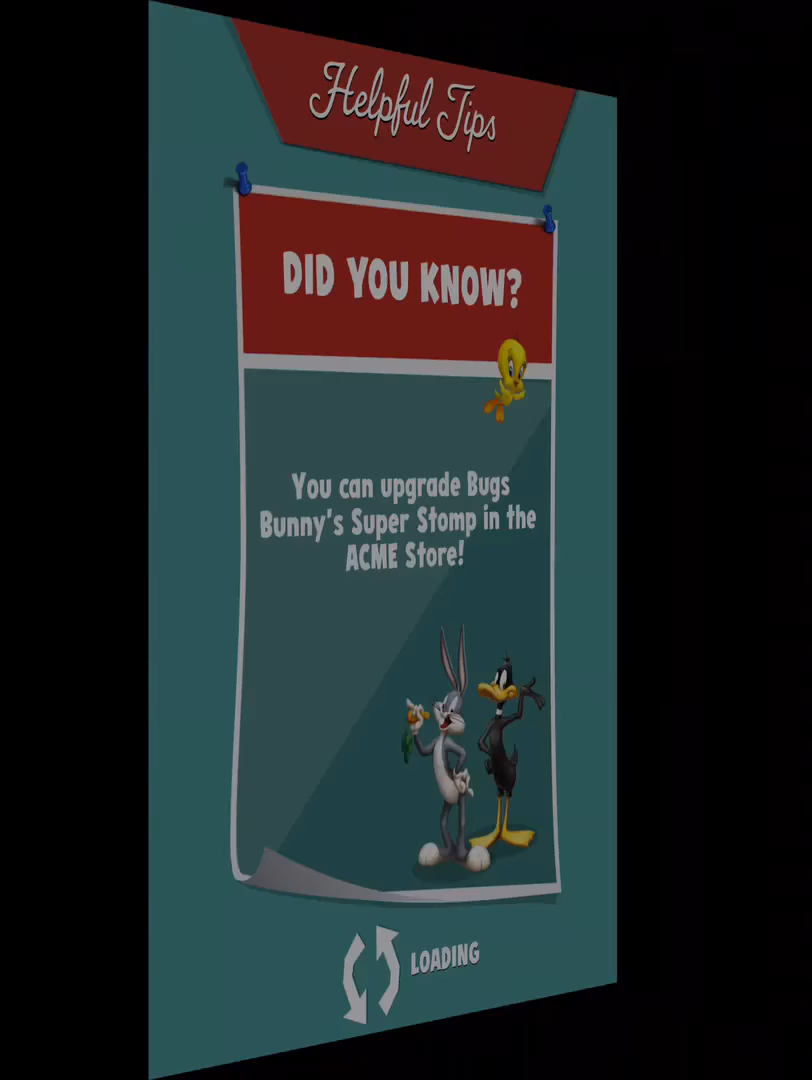 Helpful Tips
DID YOU KNOW?
You can upgrade Bugs
Bunny's Super Stomp in the
ACME Store!
LOADING